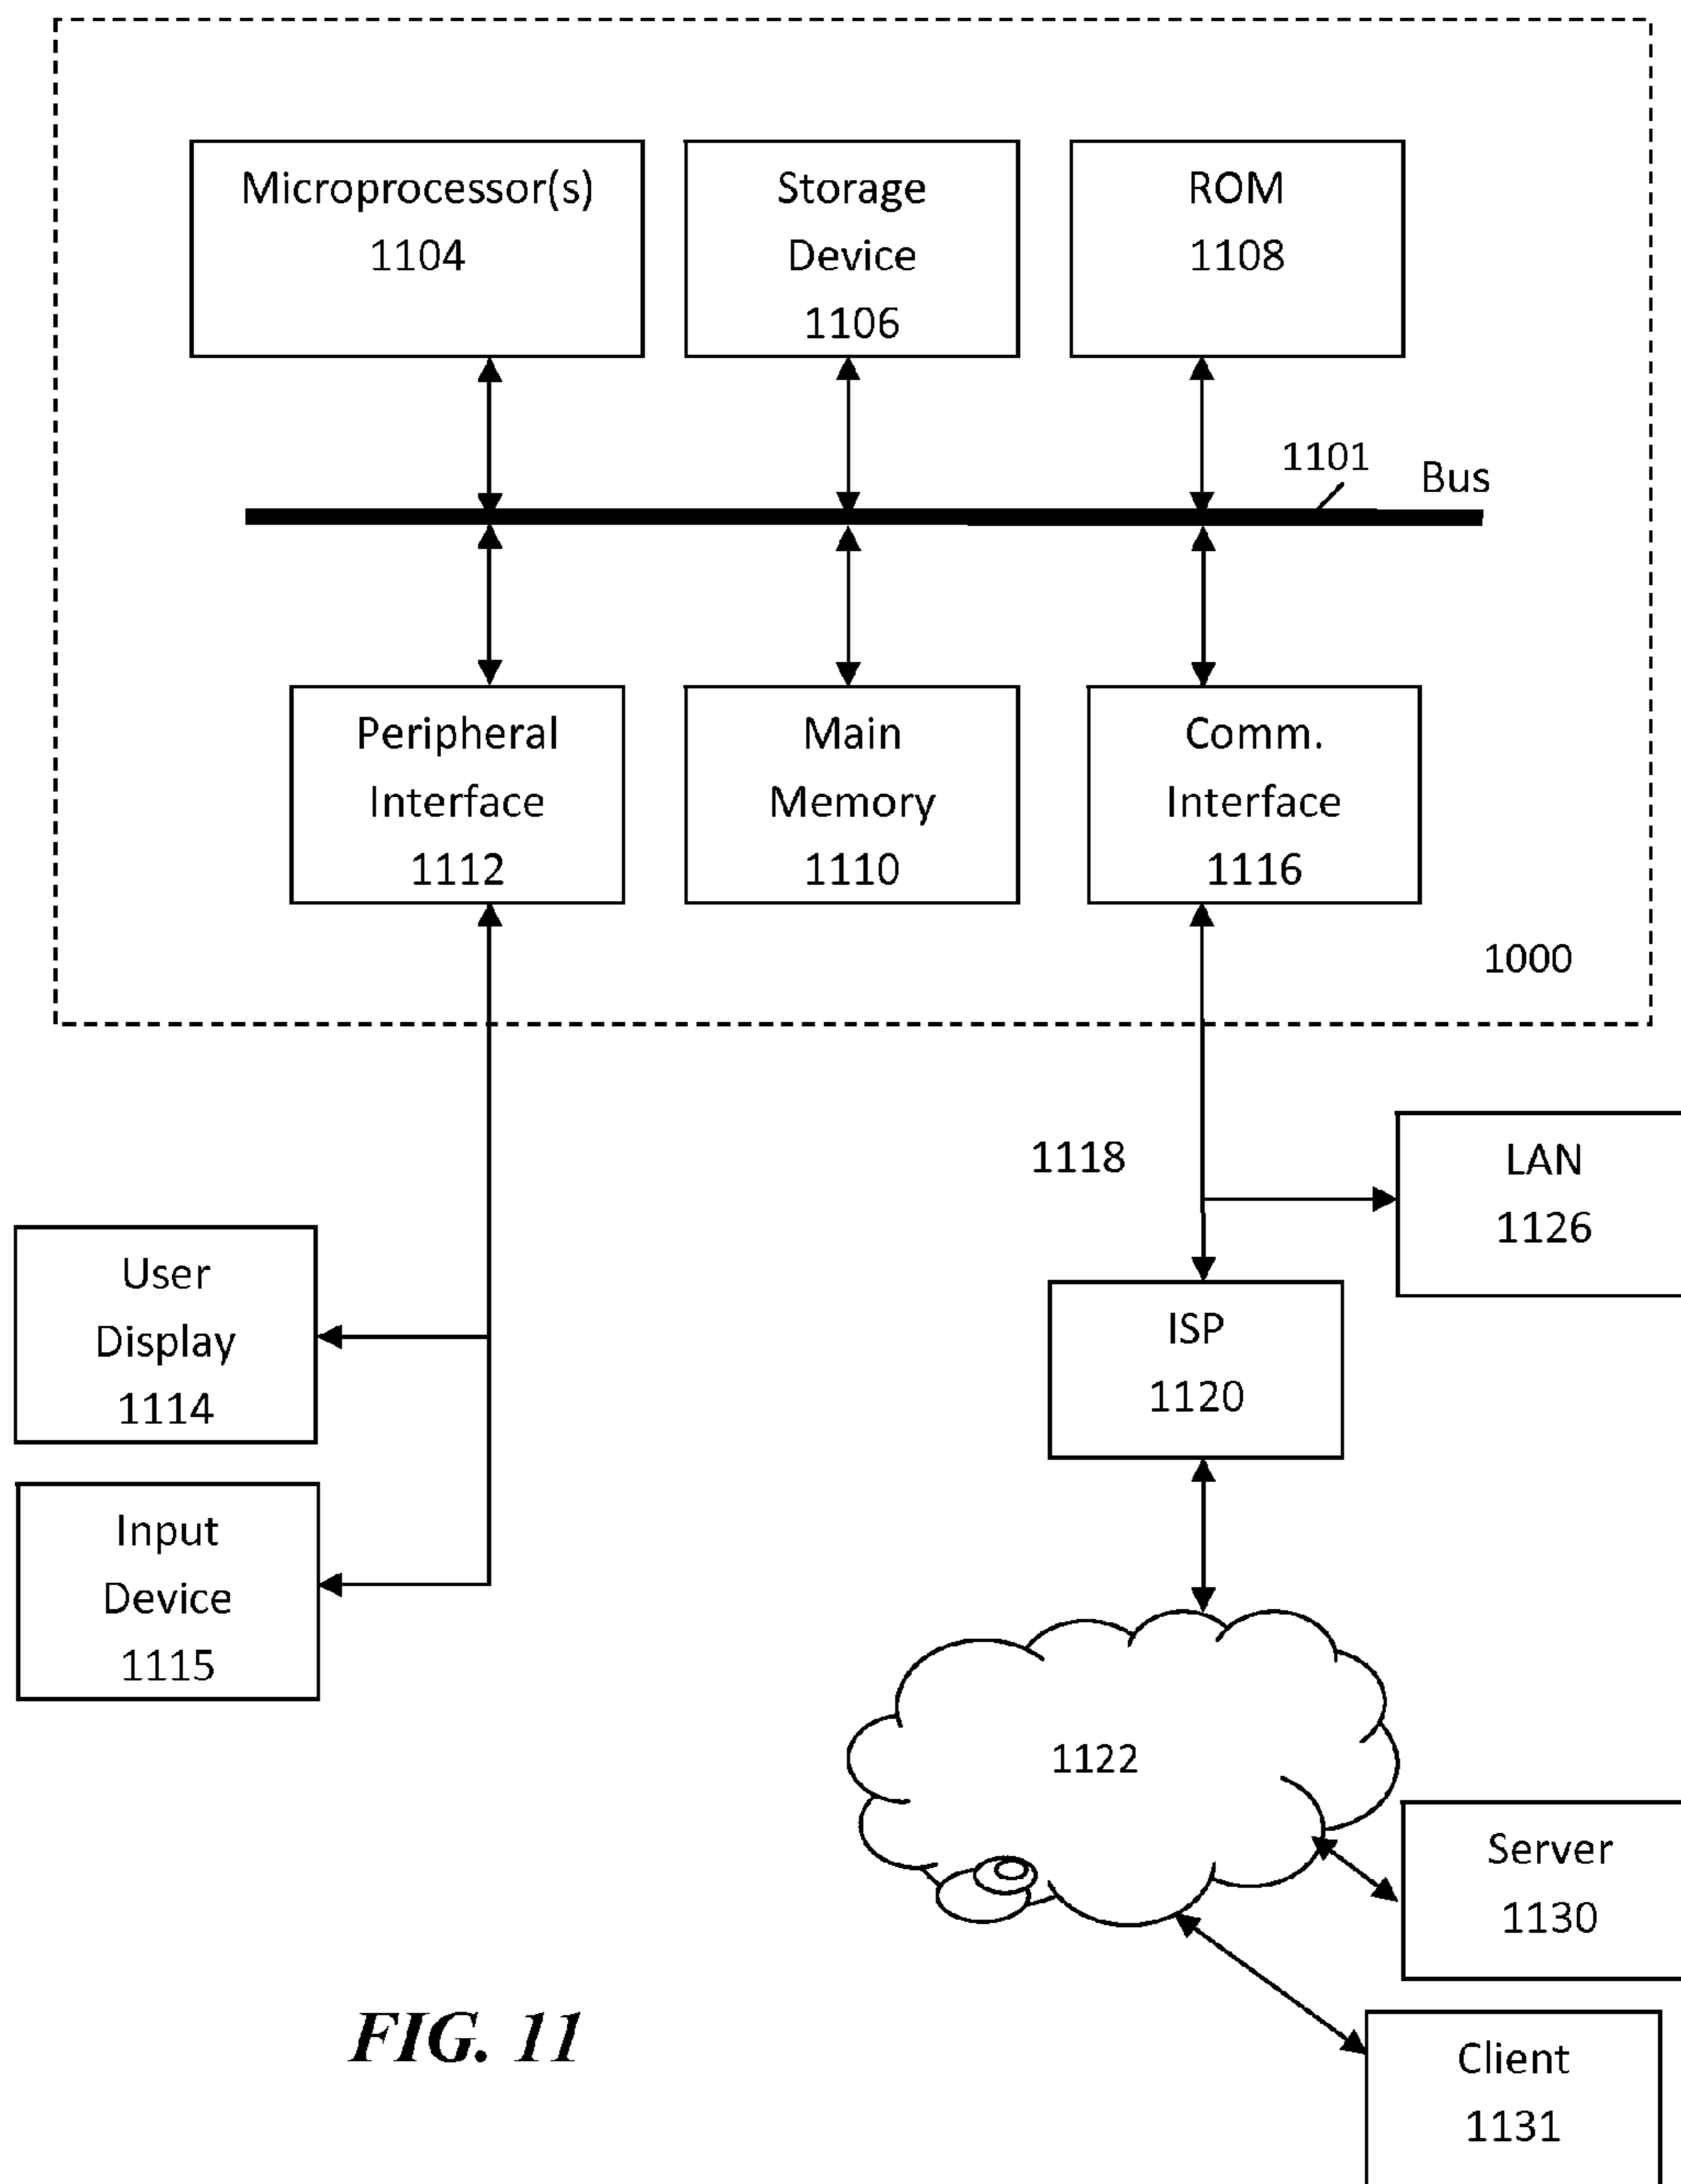 Microprocessor(s)
1104
Storage
Device
1106
ROM
1108
1101
Bus
Peripheral
Interface
1112
Main
Memory
1110
Comm.
Interface
1116
1000
1118
LAN
1126
User
Display
1114
ISP
1120
Input
Device
1115
1122
Server
1130
Client
1131
FIG. 11